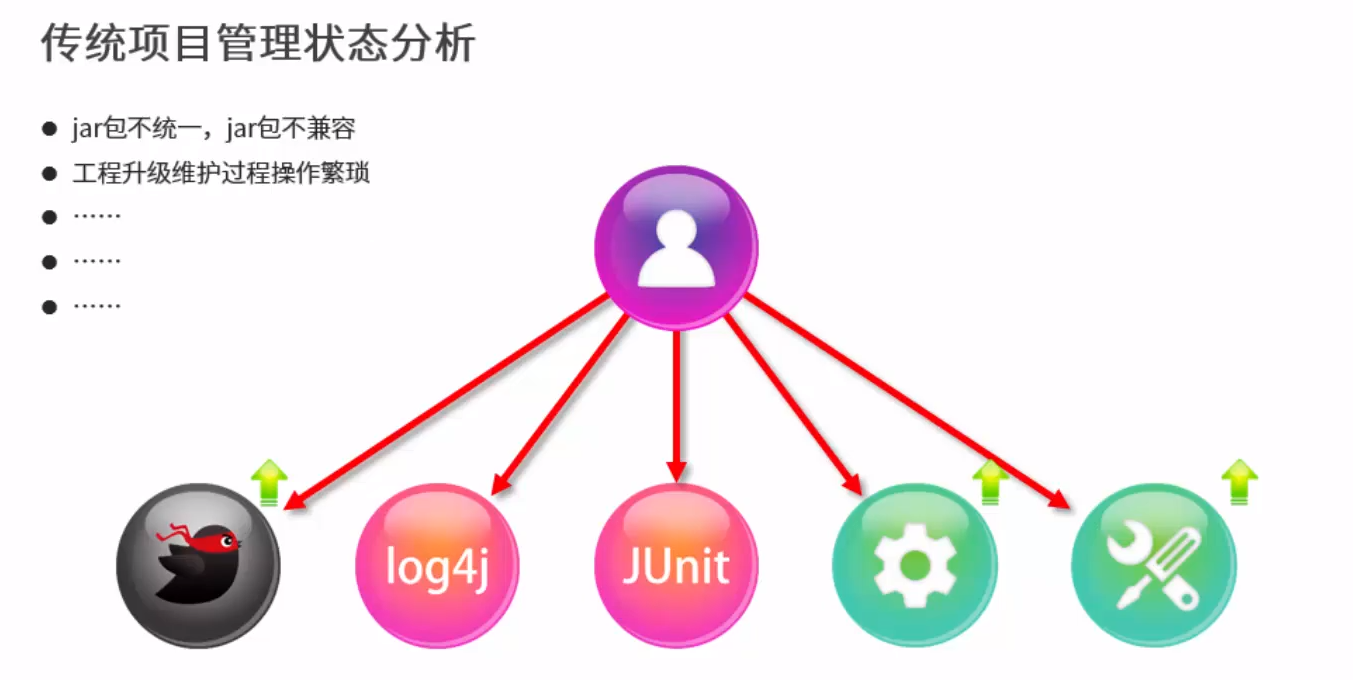 传统项目管理状态分析
jar包不统一，jar包不兼容
工程升级维护过程操作繁琐
……
……
……
log4j
JUnit